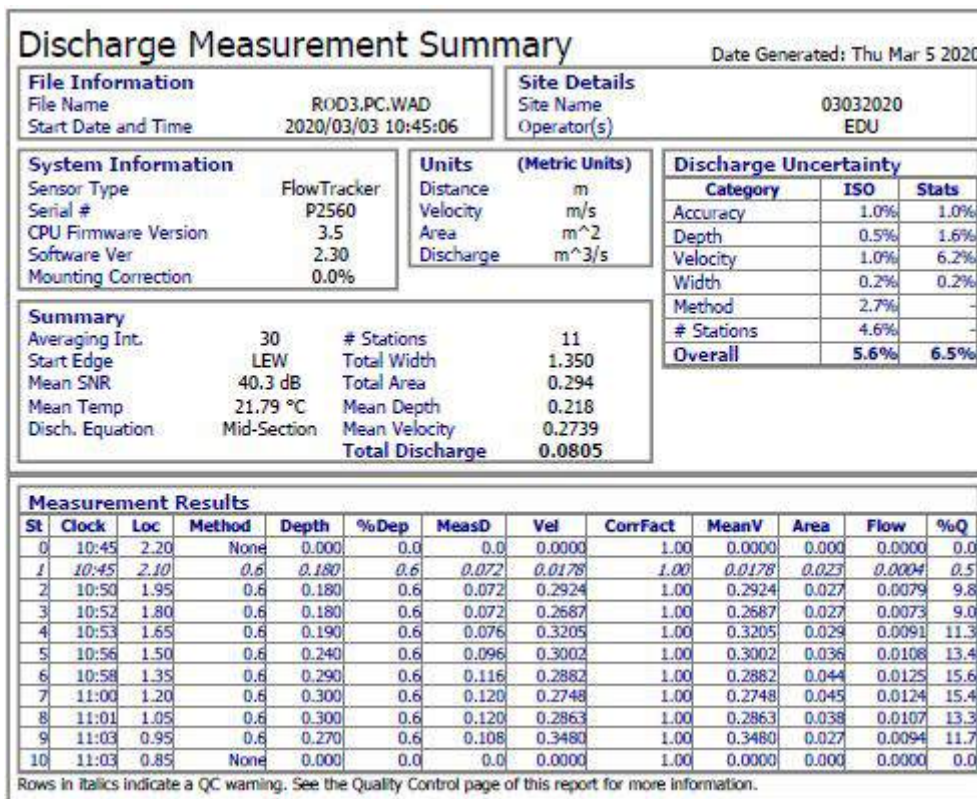 Discharge Measurement Summary
Date Generated: Thu Mar 5 2020
File Information
File Name ROD3.PC.WAD
Start Date and Time 2020/03/03 10:45:06
Site Details
Site Name 03032020
Operator(s) EDU
System Information
Sensor Type FlowTracker
Serial # P2560
CPU Firmware Version 3.5
Software Ver 2.30
Mounting Correction 0.0%
Units (Metric Units)
Distance m
Velocity m/s
Area m^2
Discharge m^3/s
Discharge Uncertainty
Category ISO Stats
Accuracy 1.0% 1.0%
Depth 0.5% 1.6%
Velocity 1.0% 6.2%
Width 0.2% 0.2%
Method 2.7% -
# Stations 4.6% -
Overall 5.6% 6.5%
Summary
Averaging Int. 30 # Stations 11
Start Edge LEW Total Width 1.350
Mean SNR 40.3 dB Total Area 0.294
Mean Temp 21.79 °C Mean Depth 0.218
Disch. Equation Mid-Section Mean Velocity 0.2739
Total Discharge 0.0805
Measurement Results
St Clock Loc Method Depth %Dep MeasD Vel CorrFact MeanV Area Flow %Q
0 10:45 2.20 None 0.000 0.0 0.0 0.0000 1.00 0.0000 0.000 0.0000 0.0
1 10:45 2.10 0.6 0.180 0.6 0.072 0.0178 1.00 0.0178 0.023 0.0004 0.5
2 10:50 1.95 0.6 0.180 0.6 0.072 0.2924 1.00 0.2924 0.027 0.0079 9.8
3 10:52 1.80 0.6 0.180 0.6 0.072 0.2687 1.00 0.2687 0.027 0.0073 9.0
4 10:53 1.65 0.6 0.190 0.6 0.076 0.3205 1.00 0.3205 0.029 0.0091 11.3
5 10:56 1.50 0.6 0.240 0.6 0.096 0.3002 1.00 0.3002 0.036 0.0108 13.4
6 10:58 1.35 0.6 0.290 0.6 0.116 0.2882 1.00 0.2882 0.044 0.0125 15.6
7 11:00 1.20 0.6 0.300 0.6 0.120 0.2748 1.00 0.2748 0.045 0.0124 15.4
8 11:01 1.05 0.6 0.300 0.6 0.120 0.2863 1.00 0.2863 0.038 0.0107 13.3
9 11:03 0.95 0.6 0.270 0.6 0.108 0.3480 1.00 0.3480 0.027 0.0094 11.7
10 11:03 0.85 None 0.000 0.0 0.0 0.0000 1.00 0.0000 0.000 0.0000 0.0
Rows in italics indicate a QC warning. See the Quality Control page of this report for more information.